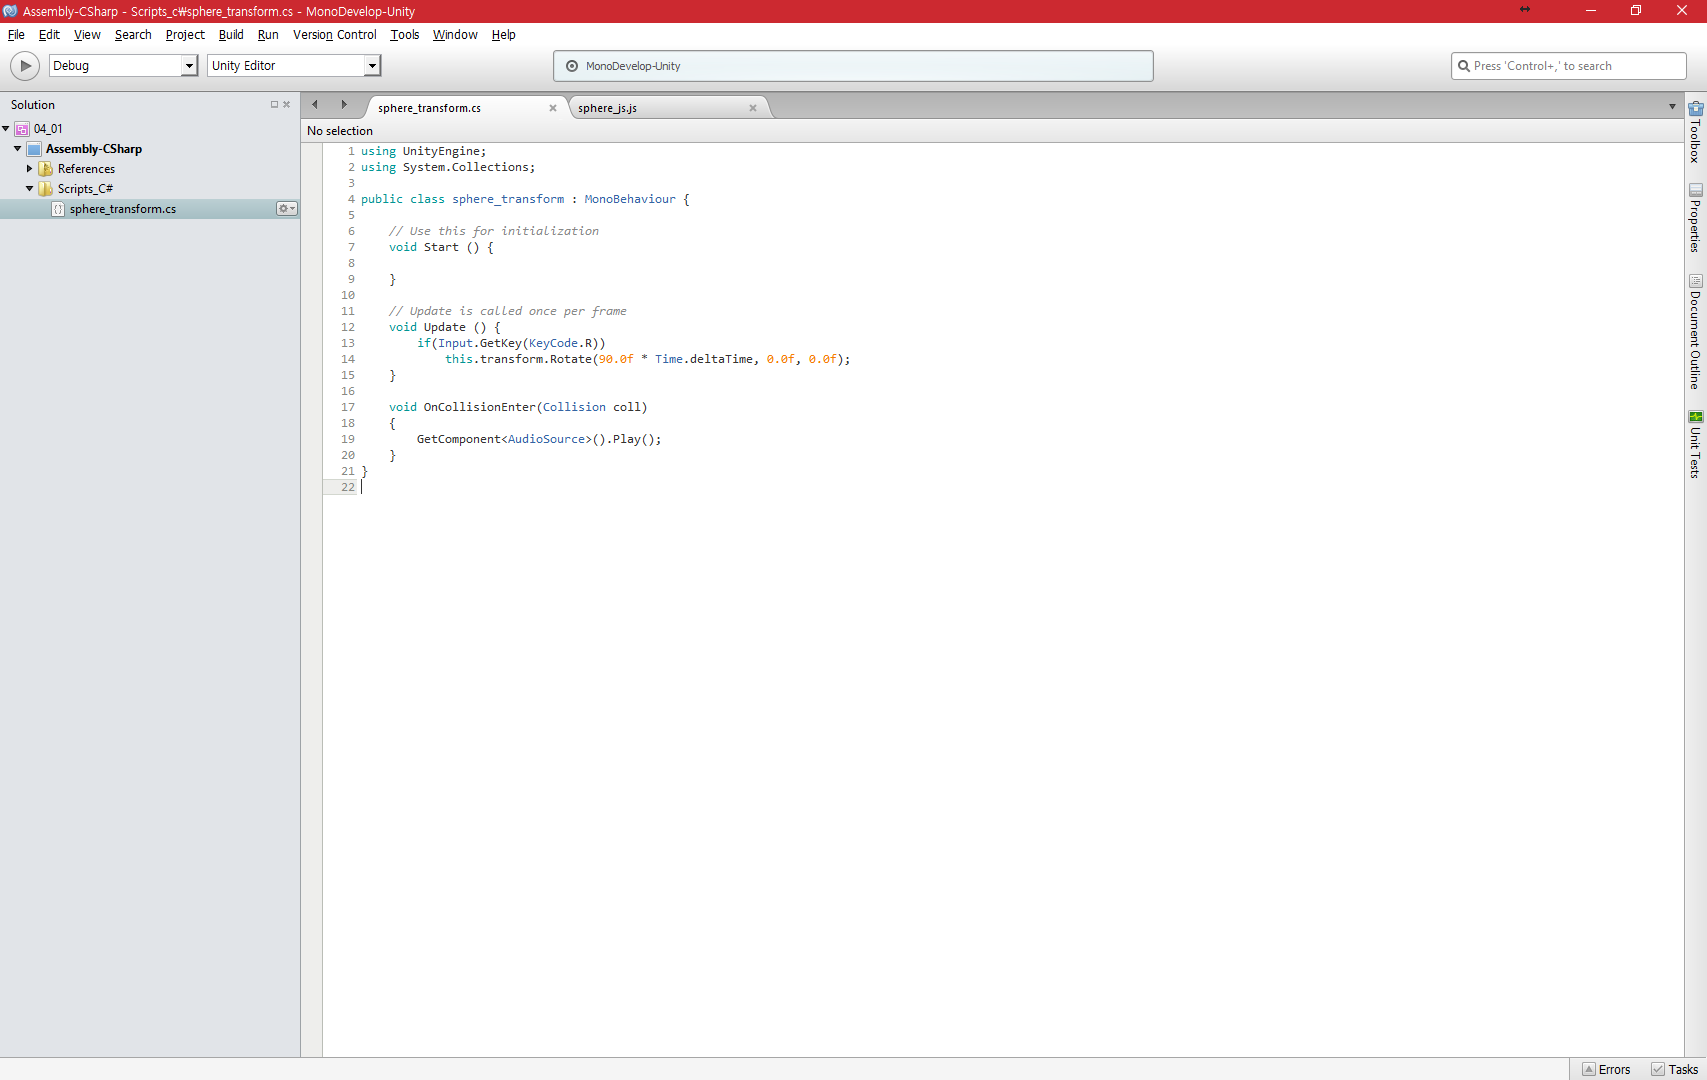 Assembly-CSharp - Scripts_c₩sphere_transform.cs - MonoDevelop-Unity
File Edit View Search Project Build Run Version Control Tools Window Help
Debug Unity Editor MonoDevelop-Unity Press 'Control+,' to search
Solution
04_01
Assembly-CSharp
References
Scripts_C#
sphere_transform.cs
sphere_transform.cs sphere_js.js
No selection
1 using UnityEngine;
2 using System.Collections;
3
4 public class sphere_transform : MonoBehaviour {
5
6 // Use this for initialization
7 void Start () {
8
9 }
10
11 // Update is called once per frame
12 void Update () {
13 if(Input.GetKey(KeyCode.R))
14 this.transform.Rotate(90.0f * Time.deltaTime, 0.0f, 0.0f);
15 }
16
17 void OnCollisionEnter(Collision coll)
18 {
19 GetComponent<AudioSource>().Play();
20 }
21 }
22
Toolbox
Properties
Document Outline
Unit Tests
Errors Tasks